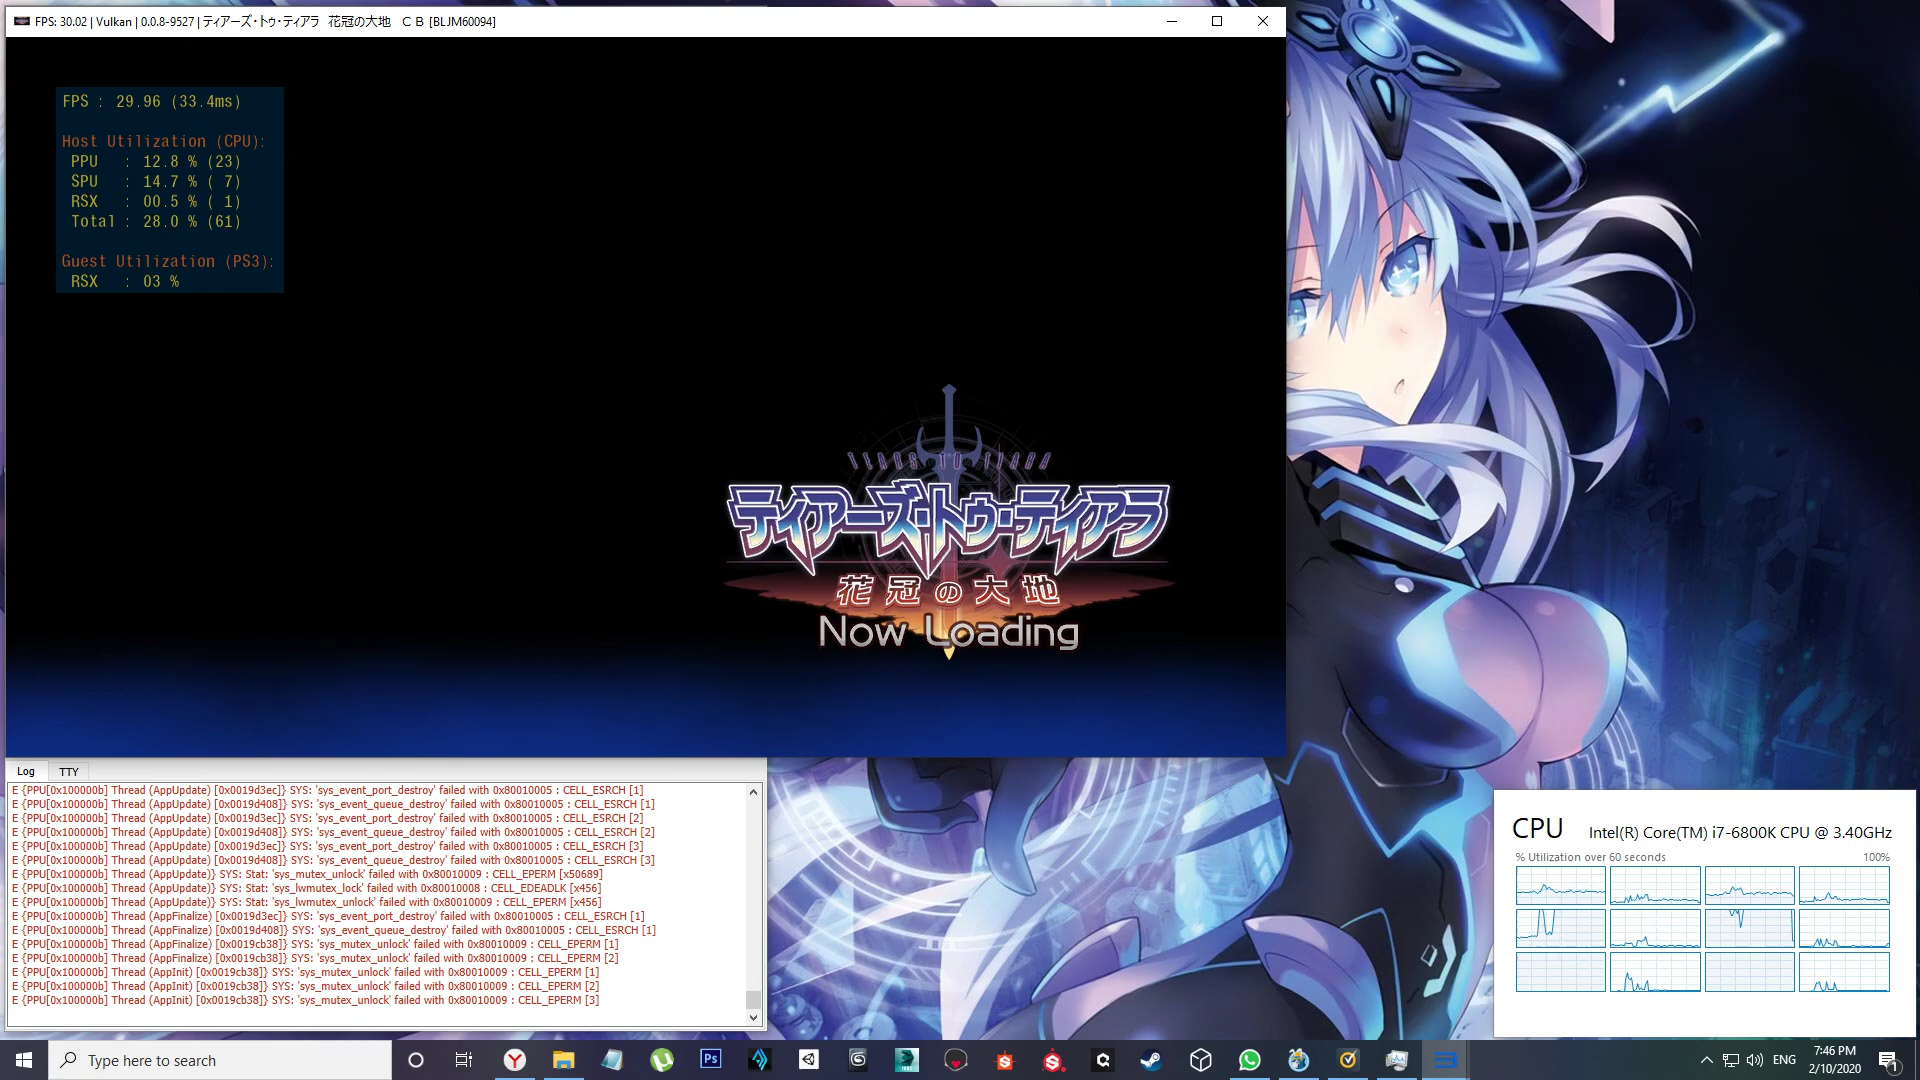 FPS: 30.02 | Vulkan | 0.0.8-9527 | ティアーズ・トゥ・ティアラ 花冠の大地 ＣＢ [BLJM60094]
FPS : 29.96 (33.4ms)
Host Utilization (CPU):
PPU : 12.8 % (23)
SPU : 14.7 % ( 7)
RSX : 00.5 % ( 1)
Total : 28.0 % (61)
Guest Utilization (PS3):
RSX : 03 %
TEARS TO TIARA
ティアーズ・トゥ・ティアラ
花冠の大地
Now Loading
Log TTY
E {PPU[0x100000b] Thread (AppUpdate) [0x0019d3ec]} SYS: 'sys_event_port_destroy' failed with 0x80010005 : CELL_ESRCH [1]
E {PPU[0x100000b] Thread (AppUpdate) [0x0019d408]} SYS: 'sys_event_queue_destroy' failed with 0x80010005 : CELL_ESRCH [1]
E {PPU[0x100000b] Thread (AppUpdate) [0x0019d3ec]} SYS: 'sys_event_port_destroy' failed with 0x80010005 : CELL_ESRCH [2]
E {PPU[0x100000b] Thread (AppUpdate) [0x0019d408]} SYS: 'sys_event_queue_destroy' failed with 0x80010005 : CELL_ESRCH [2]
E {PPU[0x100000b] Thread (AppUpdate) [0x0019d3ec]} SYS: 'sys_event_port_destroy' failed with 0x80010005 : CELL_ESRCH [3]
E {PPU[0x100000b] Thread (AppUpdate) [0x0019d408]} SYS: 'sys_event_queue_destroy' failed with 0x80010005 : CELL_ESRCH [3]
E {PPU[0x100000b] Thread (AppUpdate)} SYS: Stat: 'sys_mutex_unlock' failed with 0x80010009 : CELL_EPERM [x50689]
E {PPU[0x100000b] Thread (AppUpdate)} SYS: Stat: 'sys_lwmutex_lock' failed with 0x80010008 : CELL_EDEADLK [x456]
E {PPU[0x100000b] Thread (AppUpdate)} SYS: Stat: 'sys_lwmutex_unlock' failed with 0x80010009 : CELL_EPERM [x456]
E {PPU[0x100000b] Thread (AppFinalize) [0x0019d3ec]} SYS: 'sys_event_port_destroy' failed with 0x80010005 : CELL_ESRCH [1]
E {PPU[0x100000b] Thread (AppFinalize) [0x0019d408]} SYS: 'sys_event_queue_destroy' failed with 0x80010005 : CELL_ESRCH [1]
E {PPU[0x100000b] Thread (AppFinalize) [0x0019cb38]} SYS: 'sys_mutex_unlock' failed with 0x80010009 : CELL_EPERM [1]
E {PPU[0x100000b] Thread (AppFinalize) [0x0019cb38]} SYS: 'sys_mutex_unlock' failed with 0x80010009 : CELL_EPERM [2]
E {PPU[0x100000b] Thread (AppInit) [0x0019cb38]} SYS: 'sys_mutex_unlock' failed with 0x80010009 : CELL_EPERM [1]
E {PPU[0x100000b] Thread (AppInit) [0x0019cb38]} SYS: 'sys_mutex_unlock' failed with 0x80010009 : CELL_EPERM [2]
E {PPU[0x100000b] Thread (AppInit) [0x0019cb38]} SYS: 'sys_mutex_unlock' failed with 0x80010009 : CELL_EPERM [3]
CPU Intel(R) Core(TM) i7-6800K CPU @ 3.40GHz
% Utilization over 60 seconds 100%
Type here to search
Ps
ENG
7:46 PM
2/10/2020
1